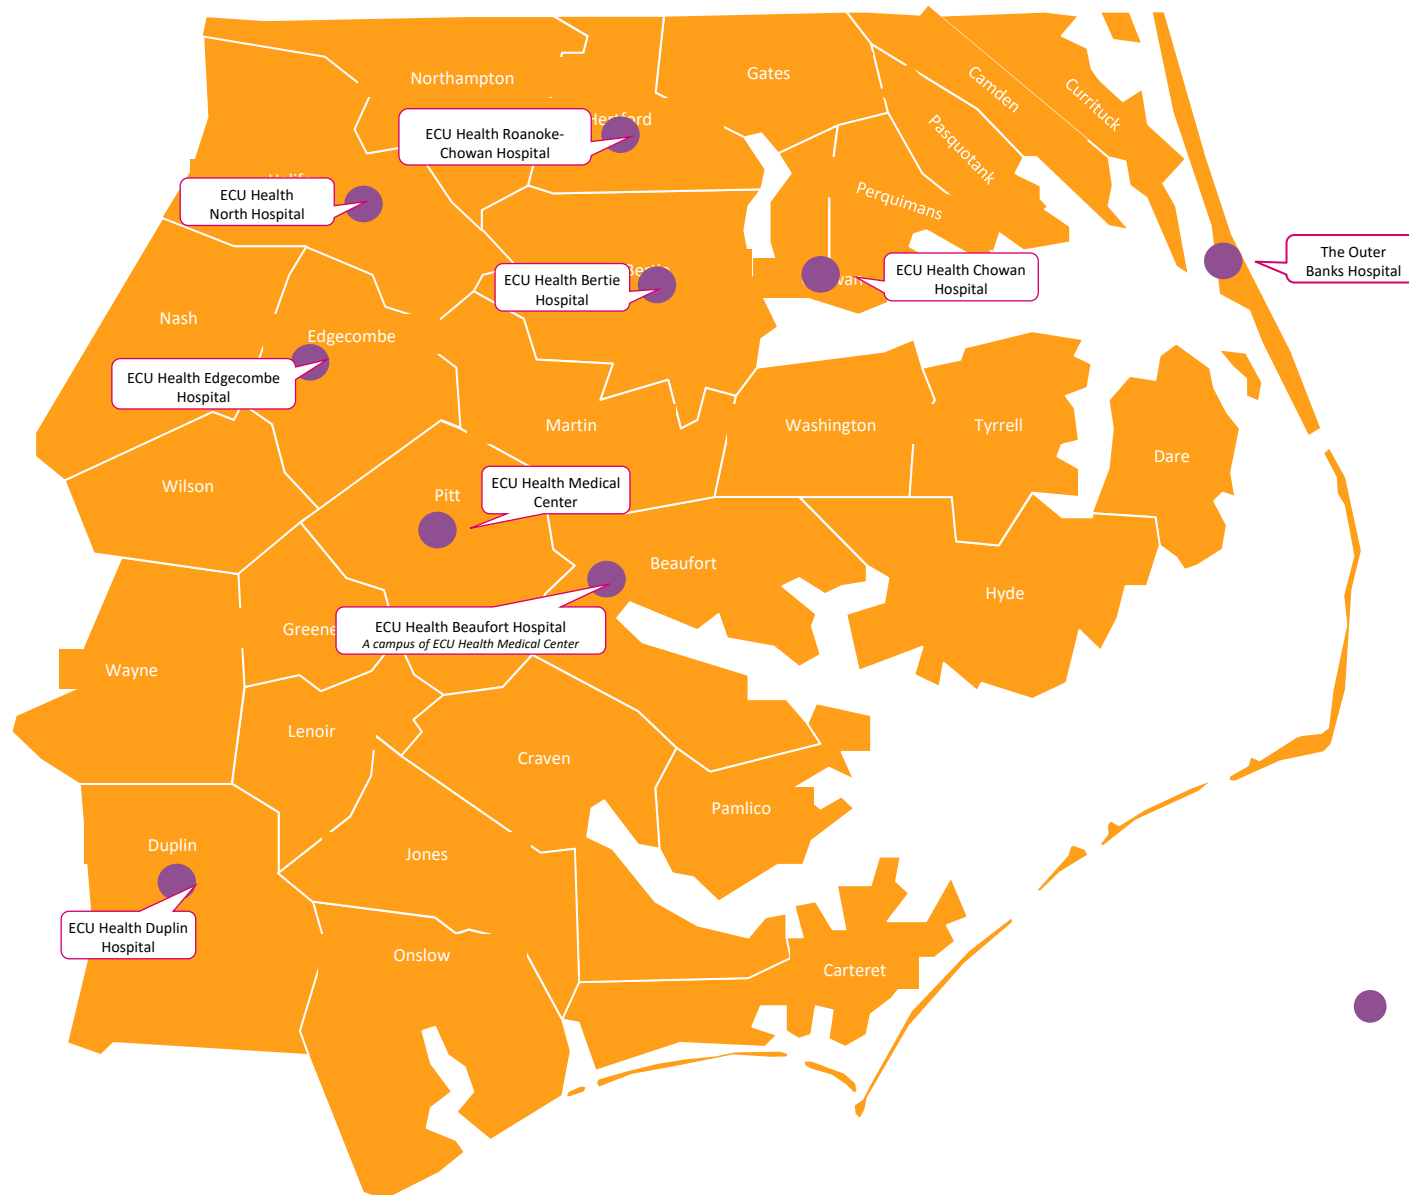 Northampton
Gates
Camden
Currituck
Hertford
Pasquotank
ECU Health Roanoke-
Chowan Hospital
ECU Health
North Hospital
Perquimans
The Outer
Banks Hospital
ECU Health Bertie
Hospital
ECU Health Chowan
Hospital
Nash
Edgecombe
ECU Health Edgecombe
Hospital
Martin
Washington
Tyrrell
Dare
Wilson
Pitt
ECU Health Medical
Center
Beaufort
Hyde
Greene
ECU Health Beaufort Hospital
A campus of ECU Health Medical Center
Wayne
Lenoir
Craven
Pamlico
Duplin
Jones
ECU Health Duplin
Hospital
Onslow
Carteret